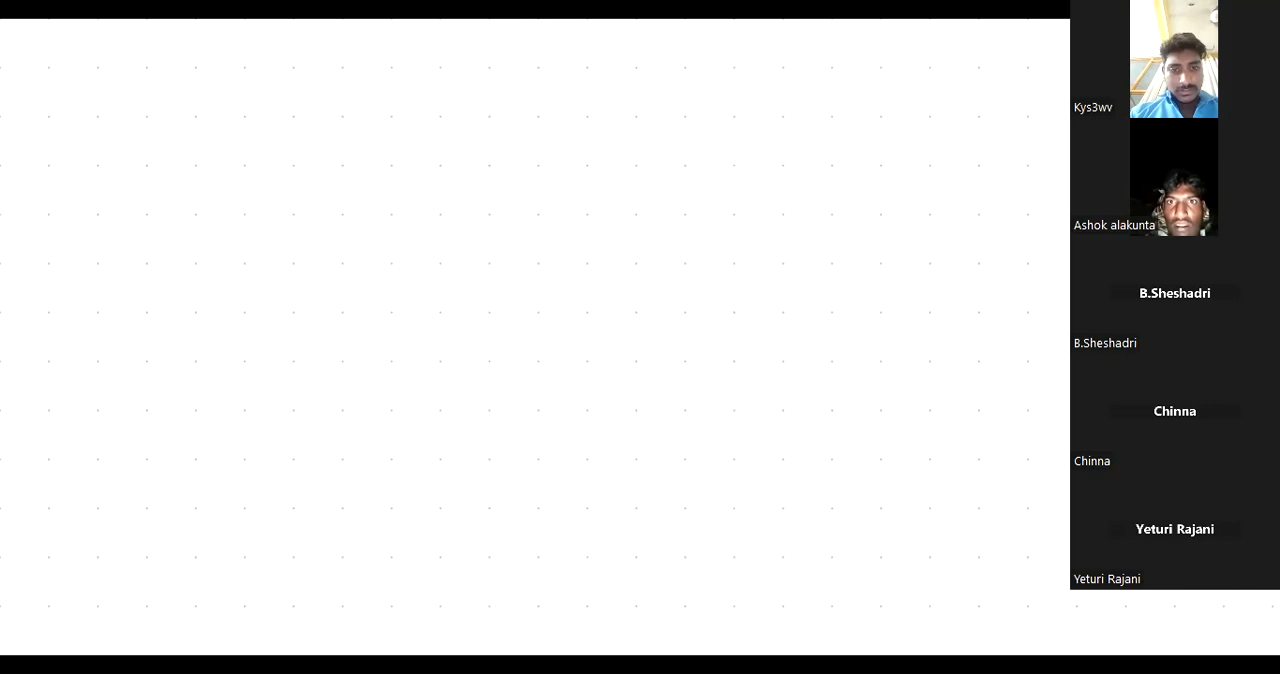 Kys3wv
Ashok alakunta
B.Sheshadri
B.Sheshadri
Chinna
Chinna
Yeturi Rajani
Yeturi Rajani